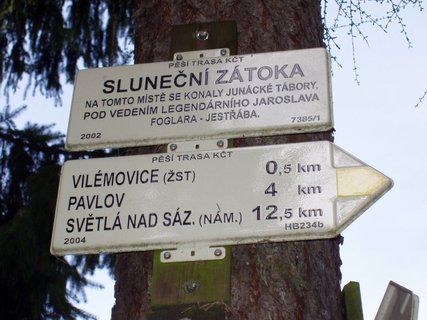 PĚŠÍ TRASA KČT
SLUNEČNÍ ZÁTOKA
NA TOMTO MÍSTĚ SE KONALY JUNÁCKÉ TÁBORY.
POD VEDENÍM LEGENDÁRNÍHO JAROSLAVA
FOGLARA - JESTŘÁBA.
2002 7385/1
PĚŠÍ TRASA KČT
VILÉMOVICE (ŽST) 0,5 KM
PAVLOV 4 KM
SVĚTLÁ NAD SÁZ. (NÁM.) 12,5 KM
2004 HB234b